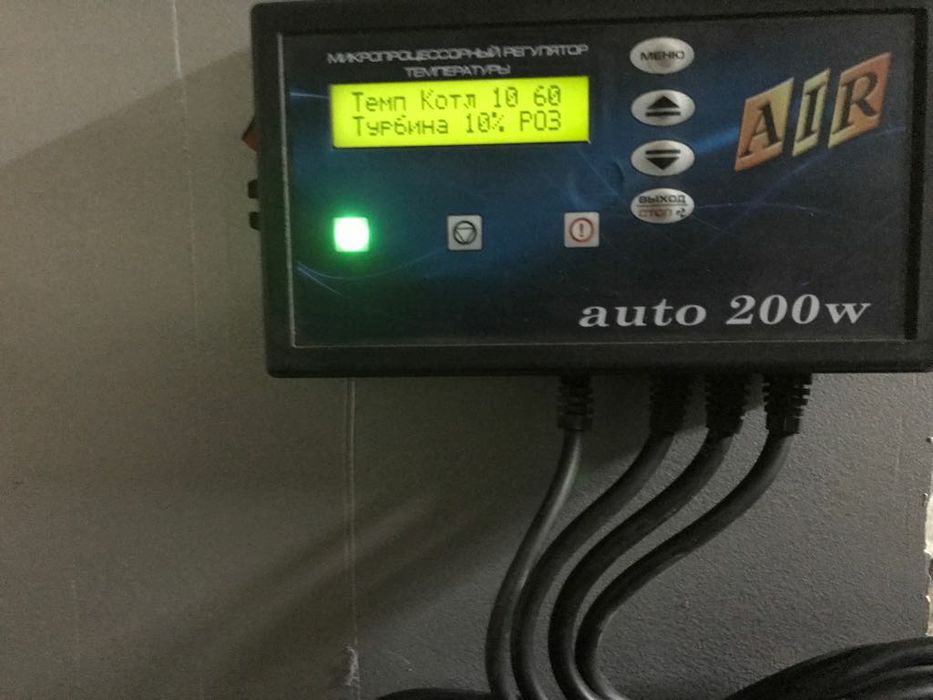 МИКРОПРОЦЕССОРНЫЙ РЕГУЛЯТОР
ТЕМПЕРАТУРЫ
Темп Котл 10 60
Турбина 10% РОЗ
МЕНЮ
ВЫХОД
СТОП
AIR
auto 200w